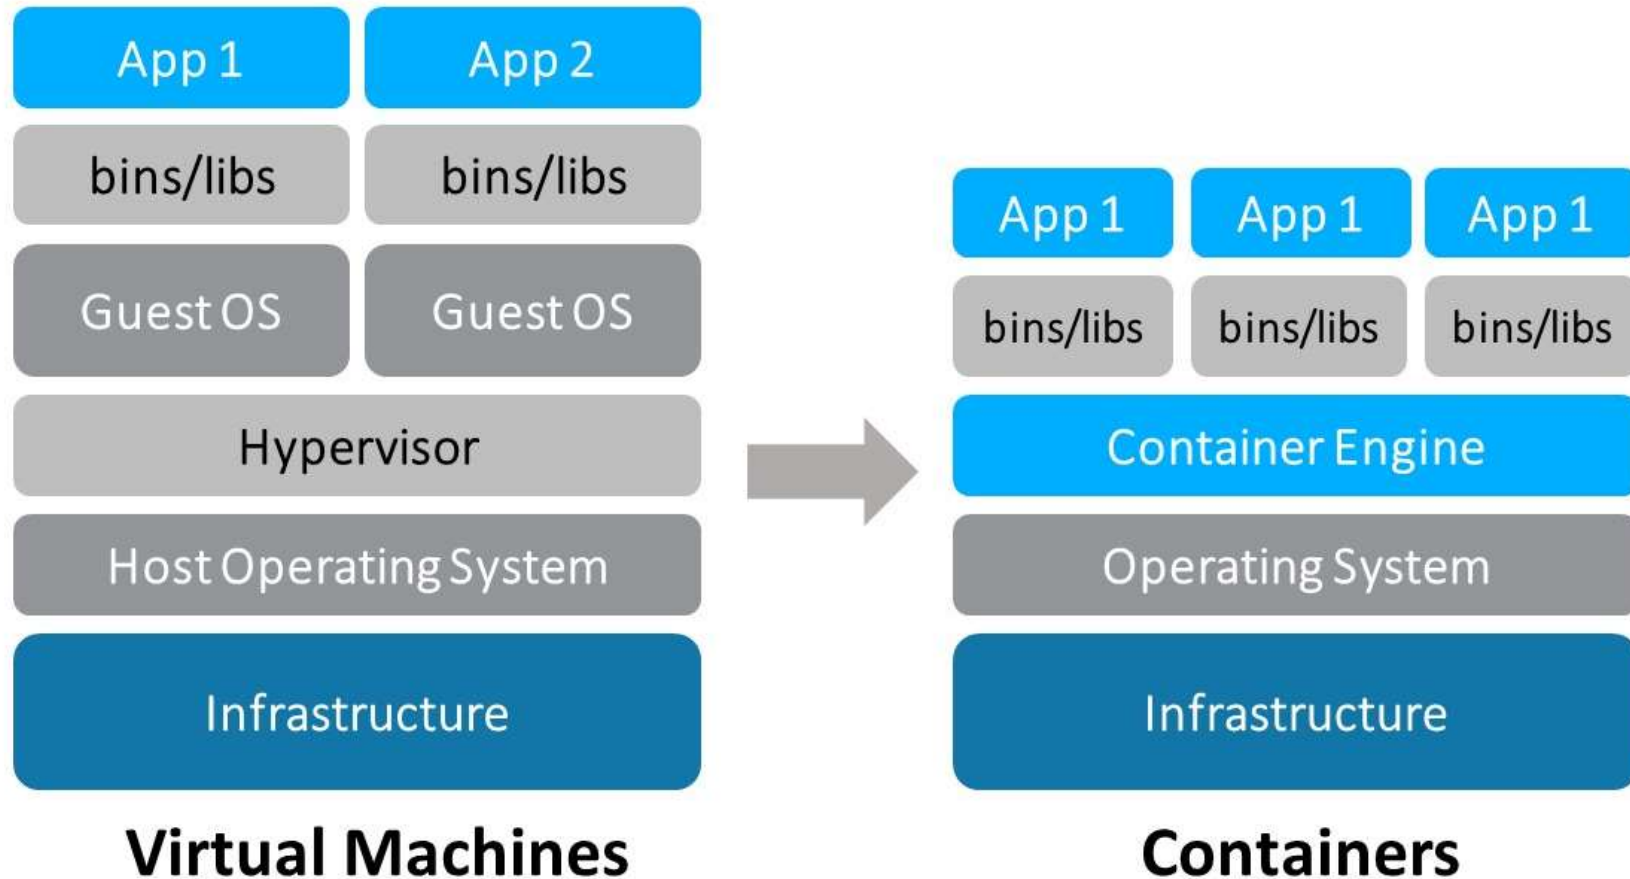 App 1
App 2
bins/libs
bins/libs
Guest OS
Guest OS
Hypervisor
Host Operating System
Infrastructure
Virtual Machines
App 1
App 1
App 1
bins/libs
bins/libs
bins/libs
Container Engine
Operating System
Infrastructure
Containers